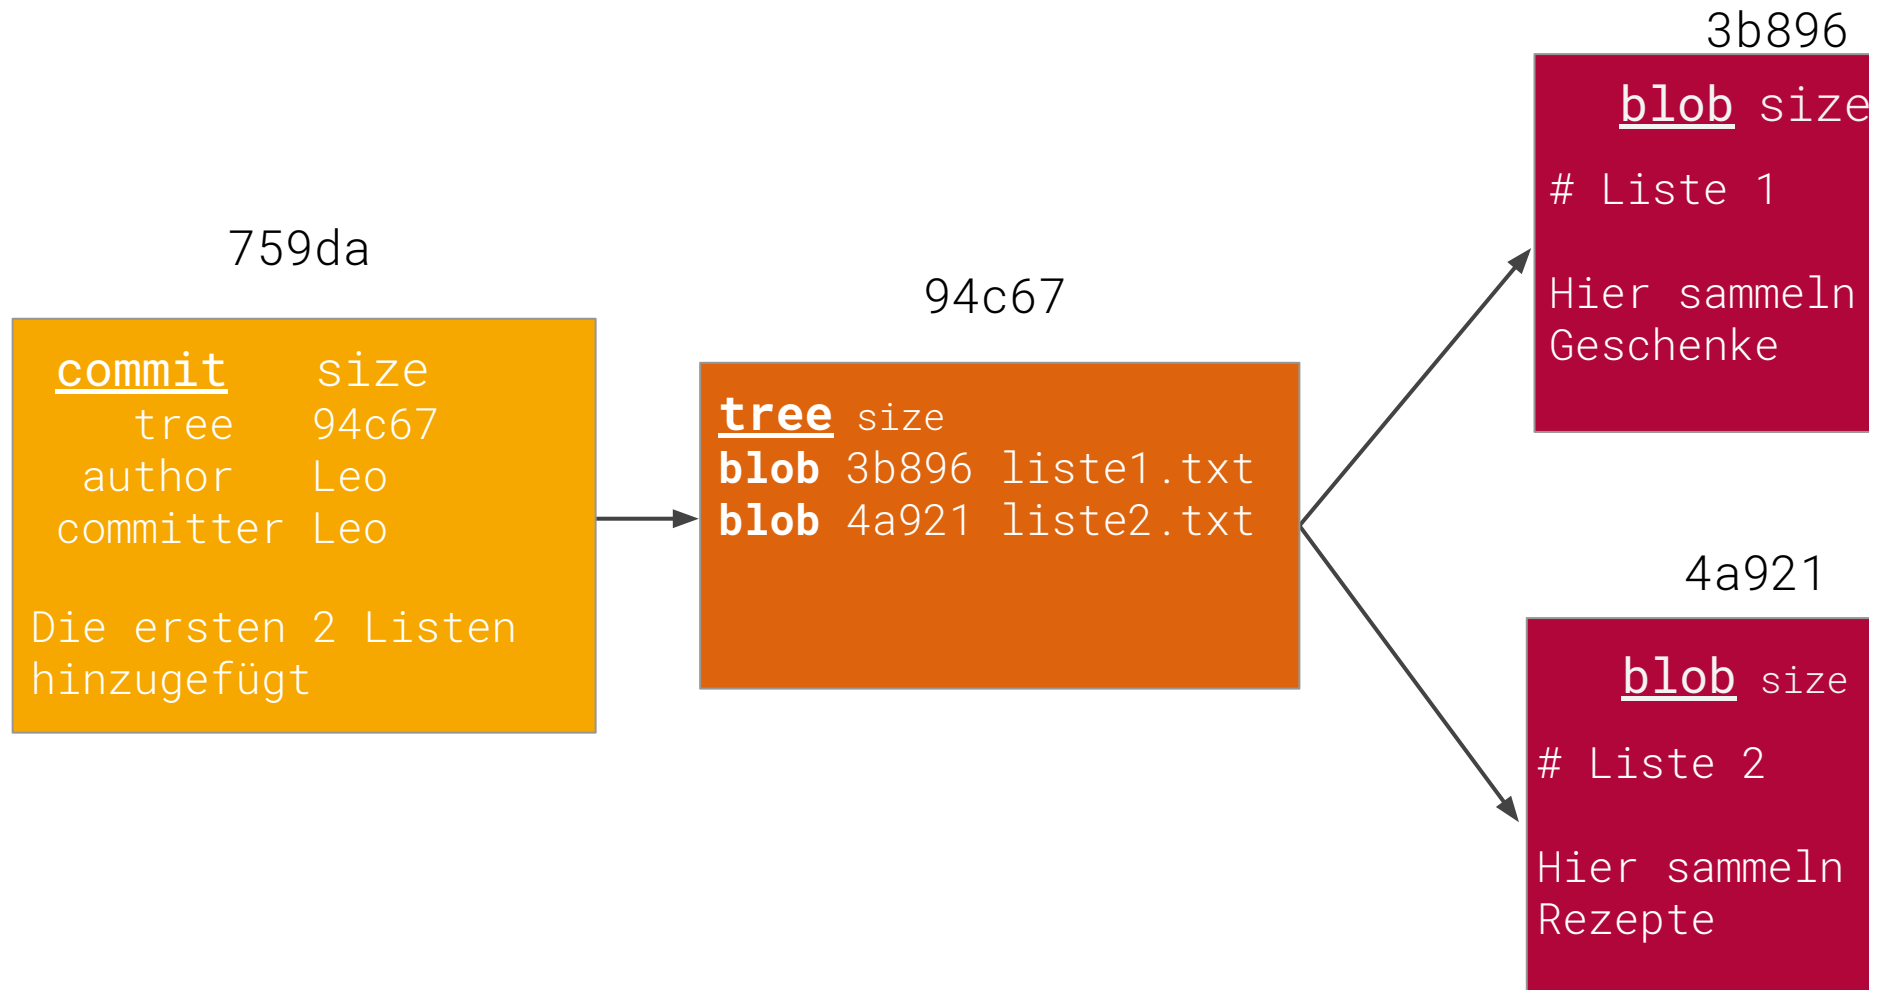 759da
commit size
tree 94c67
author Leo
committer Leo
Die ersten 2 Listen
hinzugefügt
94c67
tree size
blob 3b896 liste1.txt
blob 4a921 liste2.txt
3b896
blob size
# Liste 1
Hier sammeln
Geschenke
4a921
blob size
# Liste 2
Hier sammeln
Rezepte